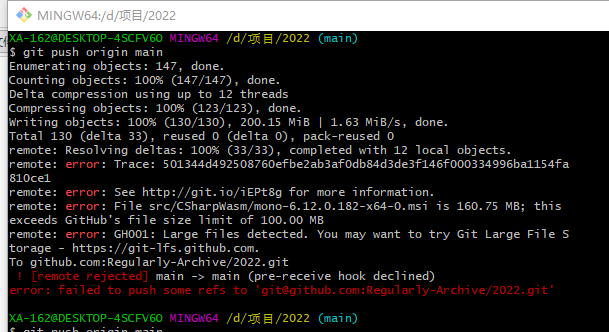 MINGW64:/d/项目/2022
XA-162@DESKTOP-4SCFV6O MINGW64 /d/项目/2022 (main)
$ git push origin main
Enumerating objects: 147, done.
Counting objects: 100% (147/147), done.
Delta compression using up to 12 threads
Compressing objects: 100% (123/123), done.
Writing objects: 100% (130/130), 200.15 MiB | 1.63 MiB/s, done.
Total 130 (delta 33), reused 0 (delta 0), pack-reused 0
remote: Resolving deltas: 100% (33/33), completed with 12 local objects.
remote: error: Trace: 501344d492508760efbe2ab3af0db84d3de3f146f000334996ba1154fa
810ce1
remote: error: See http://git.io/iEPt8g for more information.
remote: error: File src/CSharpWasm/mono-6.12.0.182-x64-0.msi is 160.75 MB; this
exceeds GitHub's file size limit of 100.00 MB
remote: error: GH001: Large files detected. You may want to try Git Large File S
torage - https://git-lfs.github.com.
To github.com:Regularly-Archive/2022.git
! [remote rejected] main -> main (pre-receive hook declined)
error: failed to push some refs to 'git@github.com:Regularly-Archive/2022.git'
XA-162@DESKTOP-4SCFV6O MINGW64 /d/项目/2022 (main)
$ git push origin main